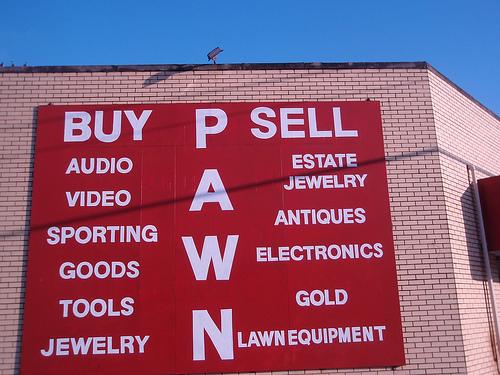 BUY P SELL
AUDIO
VIDEO
SPORTING
GOODS
TOOLS
JEWELRY
A
W
N
ESTATE
JEWELRY
ANTIQUES
ELECTRONICS
GOLD
LAWN EQUIPMENT